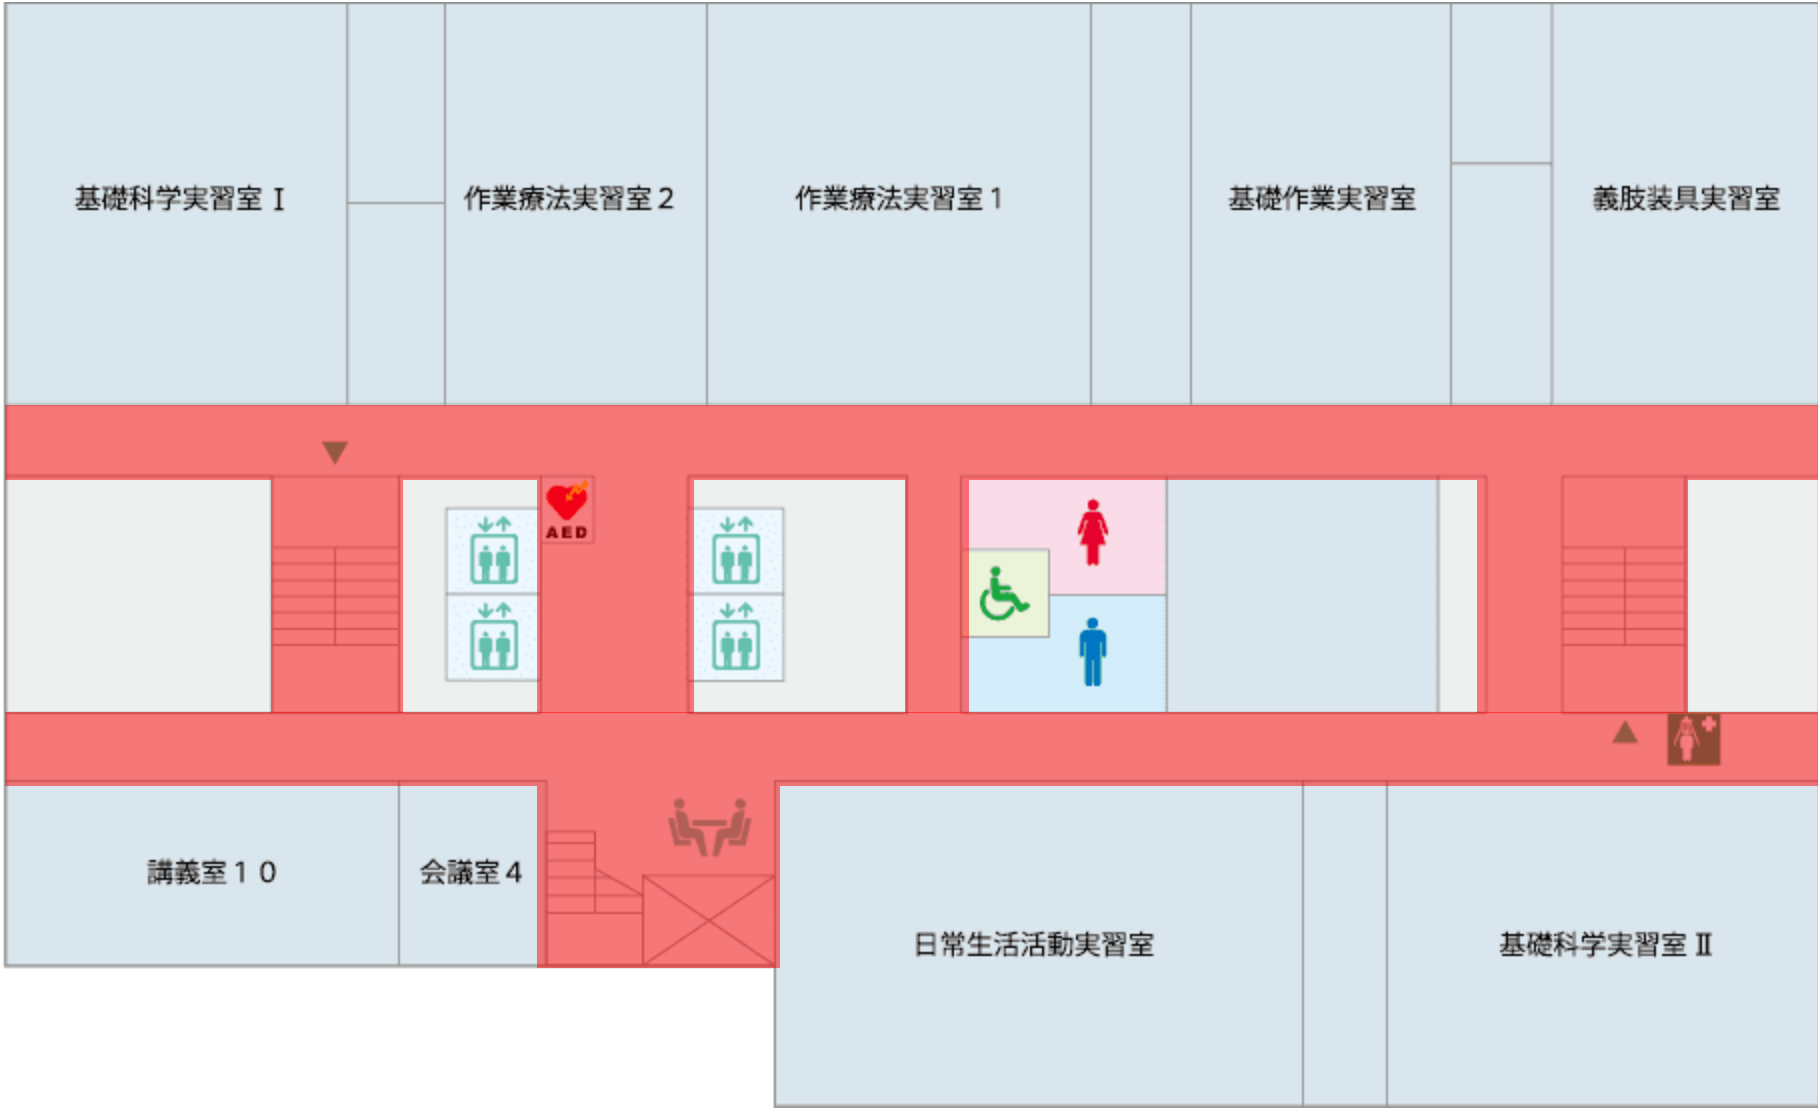 基礎科学実習室 Ⅰ
作業療法実習室 2
作業療法実習室 1
基礎作業実習室
義肢装具実習室
AED
講義室１０
会議室 4
日常生活活動実習室
基礎科学実習室 Ⅱ